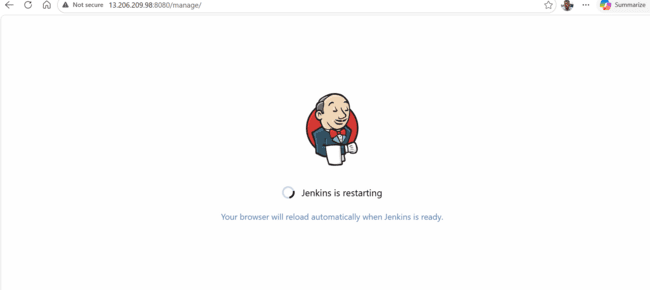 Not secure 13.206.209.98:8080/manage/ Summarize
Jenkins is restarting
Your browser will reload automatically when Jenkins is ready.